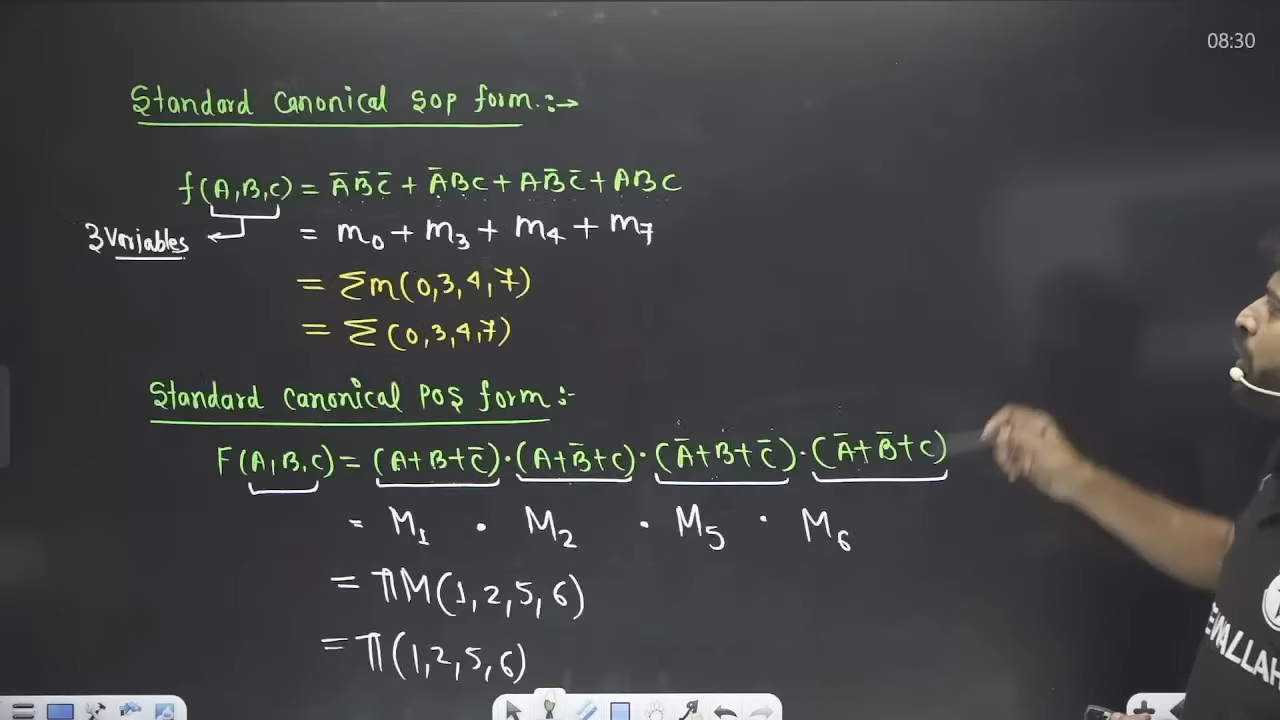 08:30
Standard Canonical SOP form:→
f(A,B,C) = A̅B̅C̅ + A̅BC + AB̅C̅ + ABC
3 Variables
= m₀ + m₃ + m₄ + m₇
= Σm(0,3,4,7)
= Σ(0,3,4,7)
Standard Canonical POS form :-
F(A,B,C) = (A+B+C̅)·(A+B̅+C)·(A̅+B+C̅)·(A̅+B̅+C)
= M₁ · M₂ · M₅ · M₆
= πM(1,2,5,6)
= π(1,2,5,6)